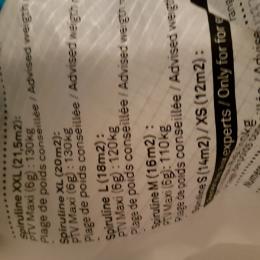 Spiruline XXL (21,5m2):
PTV Maxi (6g) : 130kg
Plage de poids conseillée / Advised weight
Spiruline XL (20m2):
PTV Maxi (6g) : 130kg
Plage de poids conseillée / Advised weight
Spiruline L (18m2) :
PTV Maxi (6g) : 120kg
Plage de poids conseillée / Advised weight
Spiruline M (16m2) :
PTV Maxi (6g) : 110kg
Plage de poids conseillée / Advised weight
Spiruline S (14m2) / XS (12m2) :
experts / Only for